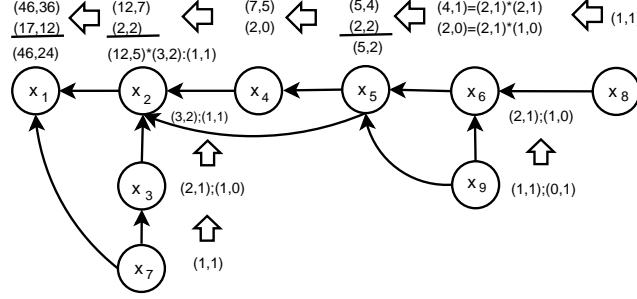 (46,36) (12,7) (7,5) (5,4) (4,1)=(2,1)*(2,1)
(17,12) (2,2) (2,0) (2,2) (2,0)=(2,1)*(1,0) (1,1)
(46,24) (12,5)*(3,2):(1,1) (5,2)
x1 x2 x4 x5 x6 x8
(3,2);(1,1) (2,1);(1,0)
x3 (2,1);(1,0) x9 (1,1);(0,1)
x7 (1,1)